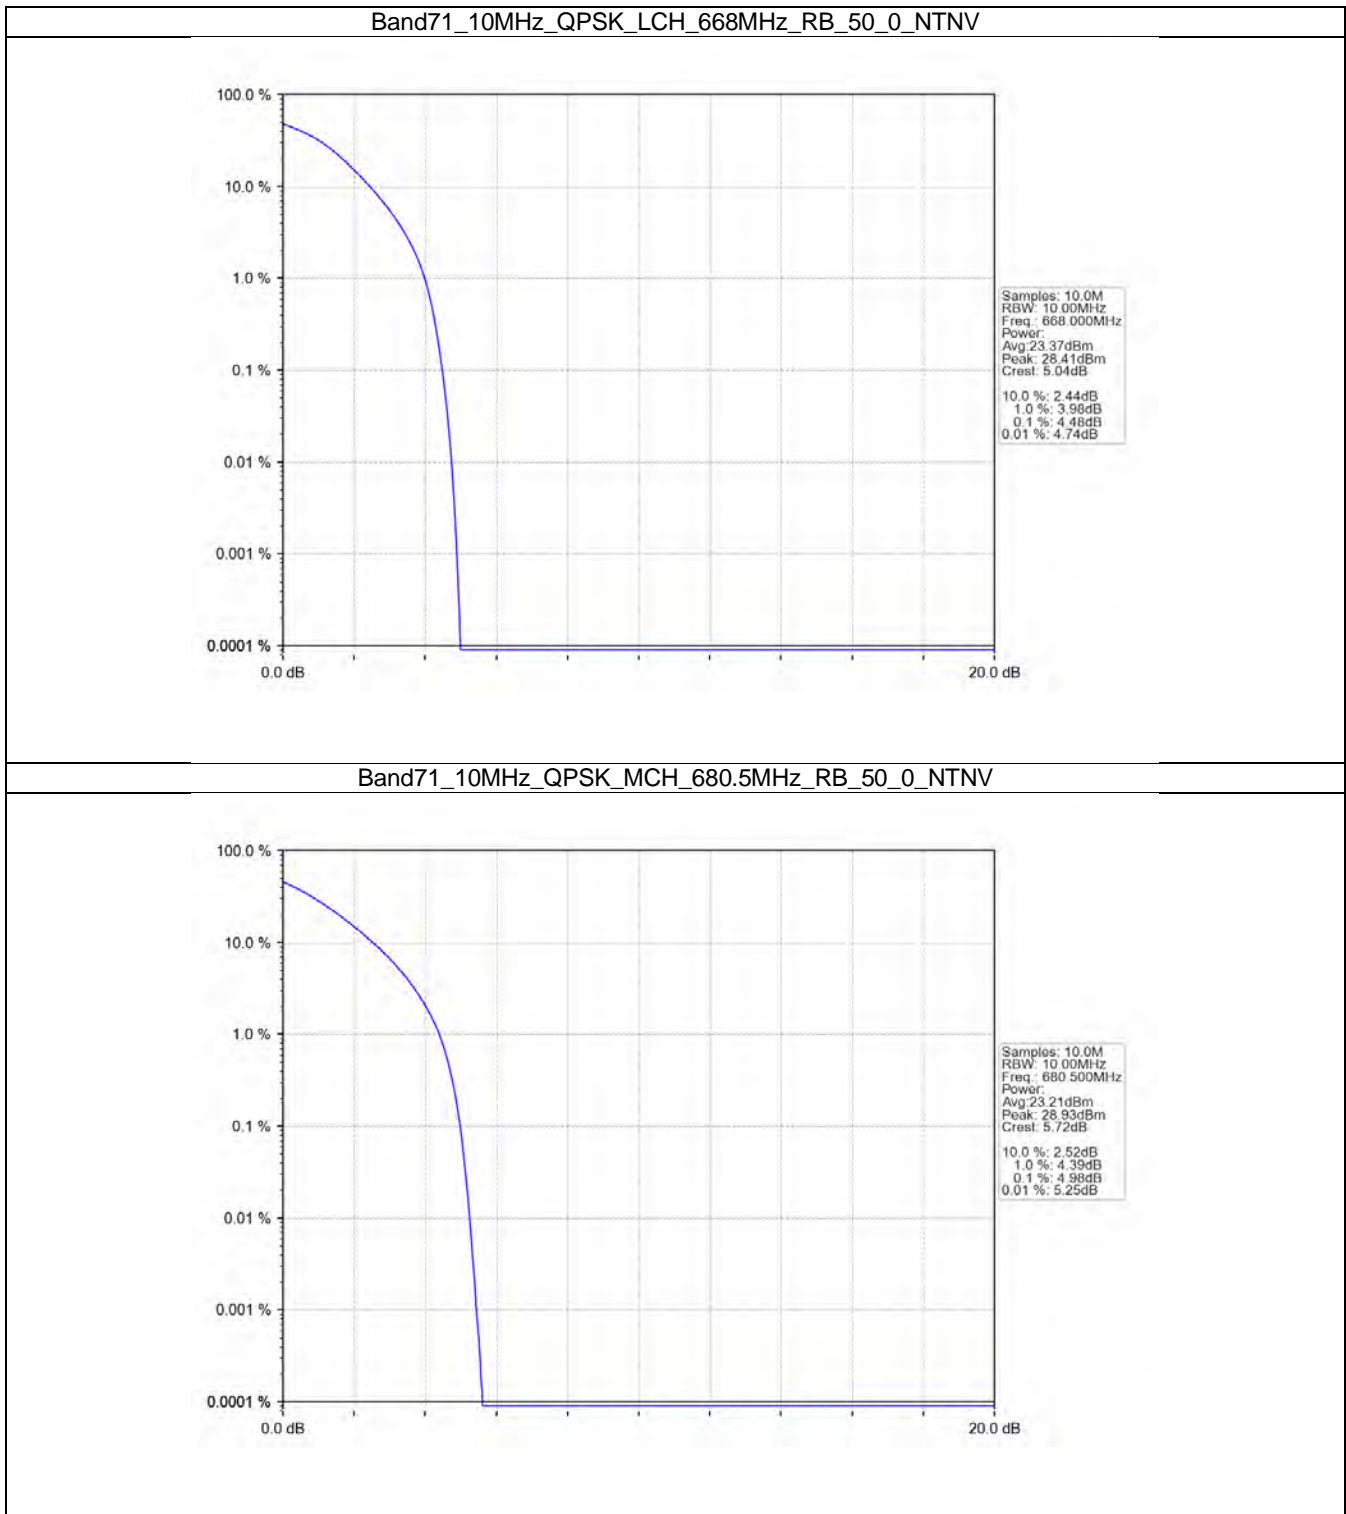 Band71_10MHz_QPSK_LCH_668MHz_RB_50_0_NTNV
100.0 %
10.0 %
1.0 %
0.1 %
0.01 %
0.001 %
0.0001 %
0.0 dB
20.0 dB
Samples: 10.0M
RBW: 10.00MHz
Freq.: 668.000MHz
Power:
Avg:23.37dBm
Peak: 28.41dBm
Crest: 5.04dB
10.0 %: 2.44dB
1.0 %: 3.98dB
0.1 %: 4.48dB
0.01 %: 4.74dB
Band71_10MHz_QPSK_MCH_680.5MHz_RB_50_0_NTNV
100.0 %
10.0 %
1.0 %
0.1 %
0.01 %
0.001 %
0.0001 %
0.0 dB
20.0 dB
Samples: 10.0M
RBW: 10.00MHz
Freq.: 680.500MHz
Power:
Avg:23.21dBm
Peak: 28.93dBm
Crest: 5.72dB
10.0 %: 2.52dB
1.0 %: 4.39dB
0.1 %: 4.98dB
0.01 %: 5.25dB